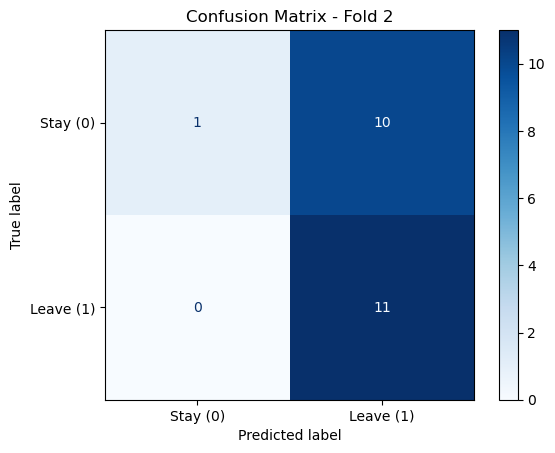 Confusion Matrix - Fold 2
Stay (0)
1
10
Leave (1)
0
11
True label
Stay (0)
Leave (1)
Predicted label
10
8
6
4
2
0